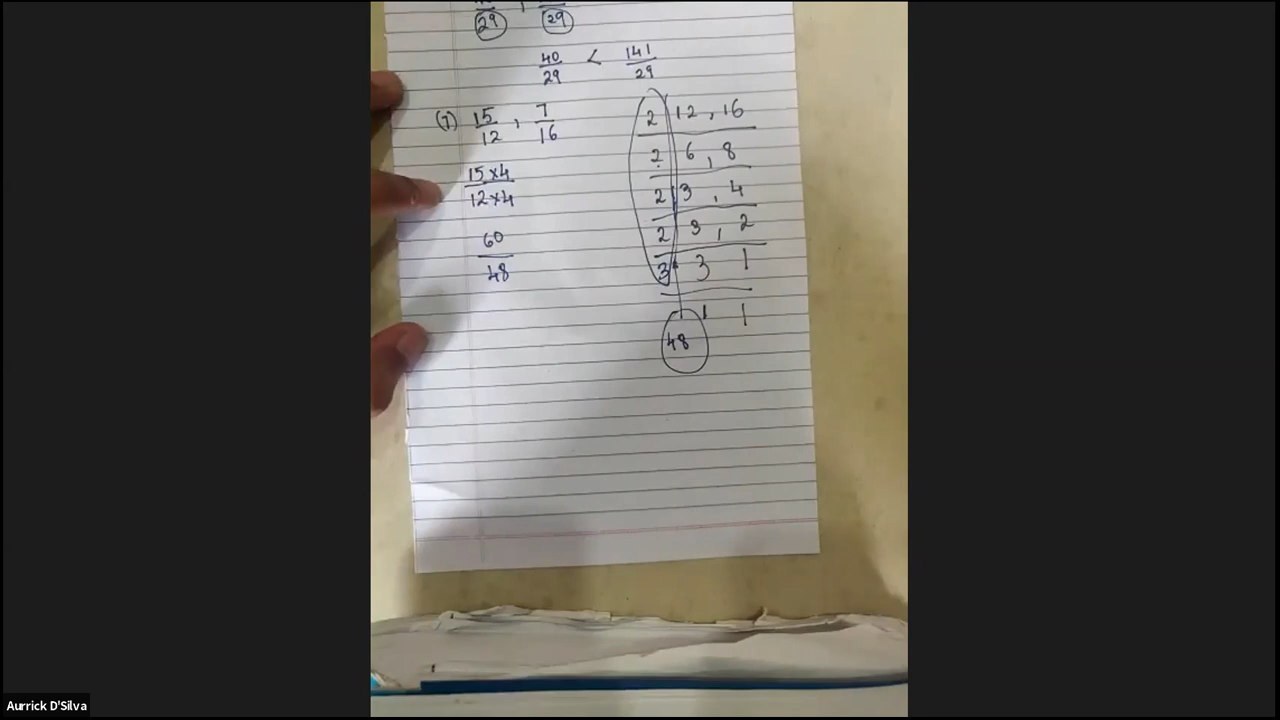 29 , 29
40/29 < 141/29
(7) 15/12 , 7/16
15×4/12×4
60/48
2 12 , 16
2 6 , 8
2 3 , 4
2 3 , 2
3 3 1
1 1
48
Aurrick D'Silva